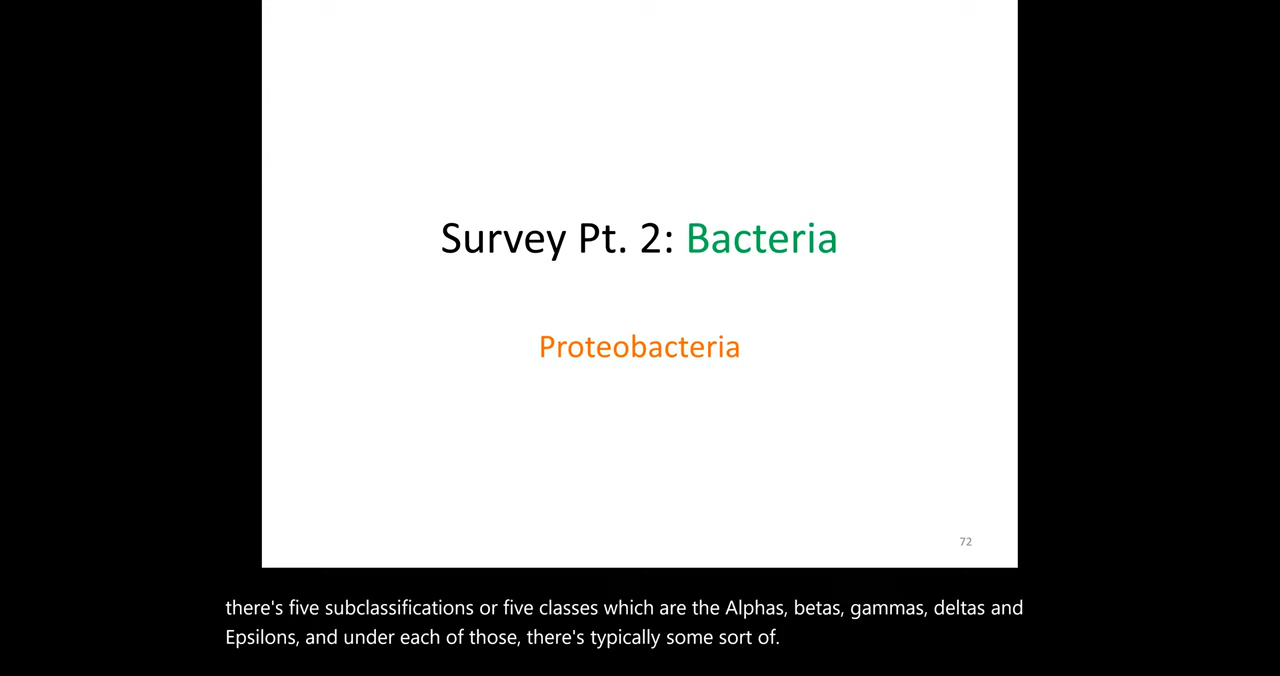 Survey Pt. 2: Bacteria
Proteobacteria
72
there's five subclassifications or five classes which are the Alphas, betas, gammas, deltas and
Epsilons, and under each of those, there's typically some sort of.